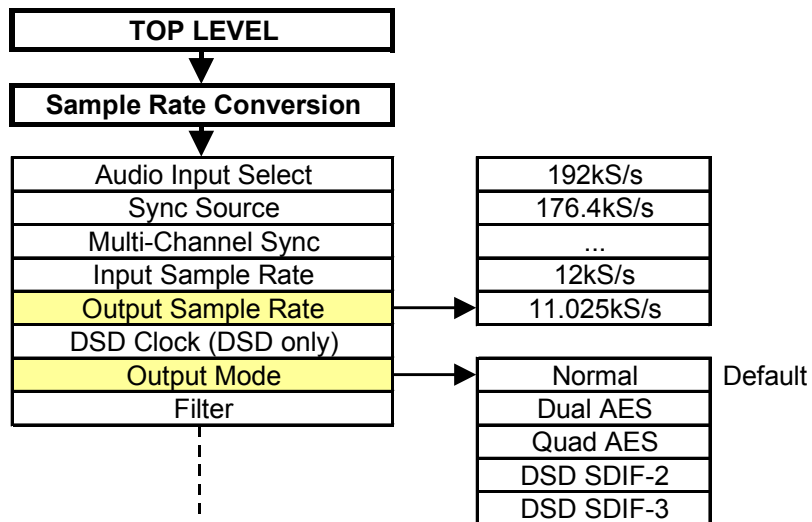 TOP LEVEL
Sample Rate Conversion
Audio Input Select
Sync Source
Multi-Channel Sync
Input Sample Rate
Output Sample Rate
DSD Clock (DSD only)
Output Mode
Filter
192kS/s
176.4kS/s
...
12kS/s
11.025kS/s
Normal
Default
Dual AES
Quad AES
DSD SDIF-2
DSD SDIF-3